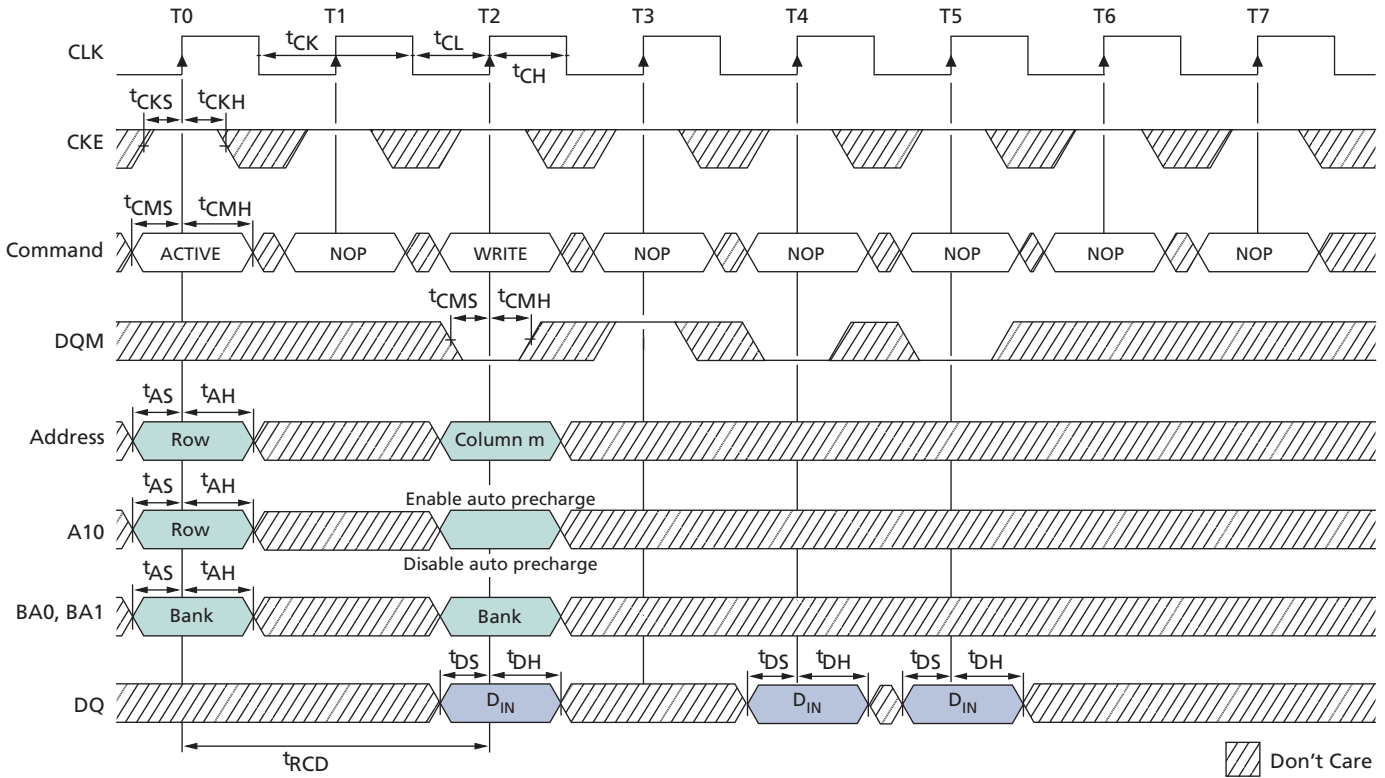 T0 T1 T2 T3 T4 T5 T6 T7
CLK
tCK
tCL
tCH
tCKS tCKH
CKE
tCMS tCMH
Command ACTIVE NOP WRITE NOP NOP NOP NOP NOP
tCMS tCMH
DQM
tAS tAH
Address Row Column m
tAS tAH
Enable auto precharge
A10 Row
Disable auto precharge
tAS tAH
BA0, BA1 Bank Bank
tDS tDH tDS tDH tDS tDH
DQ DIN DIN DIN
tRCD
Don't Care